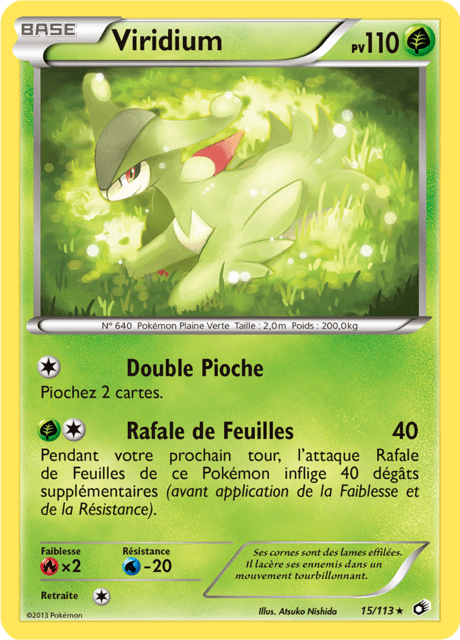 BASE Viridium PV110
N° 640 Pokémon Plaine Verte Taille : 2,0m Poids : 200,0kg
Double Pioche
Piochez 2 cartes.
Rafale de Feuilles 40
Pendant votre prochain tour, l'attaque Rafale
de Feuilles de ce Pokémon inflige 40 dégâts
supplémentaires (avant application de la Faiblesse et
de la Résistance).
Faiblesse Résistance
×2 -20
Retraite
Ses cornes sont des lames effilées.
Il lacère ses ennemis dans un
mouvement tourbillonnant.
©2013 Pokémon Illus. Atsuko Nishida 15/113 ★